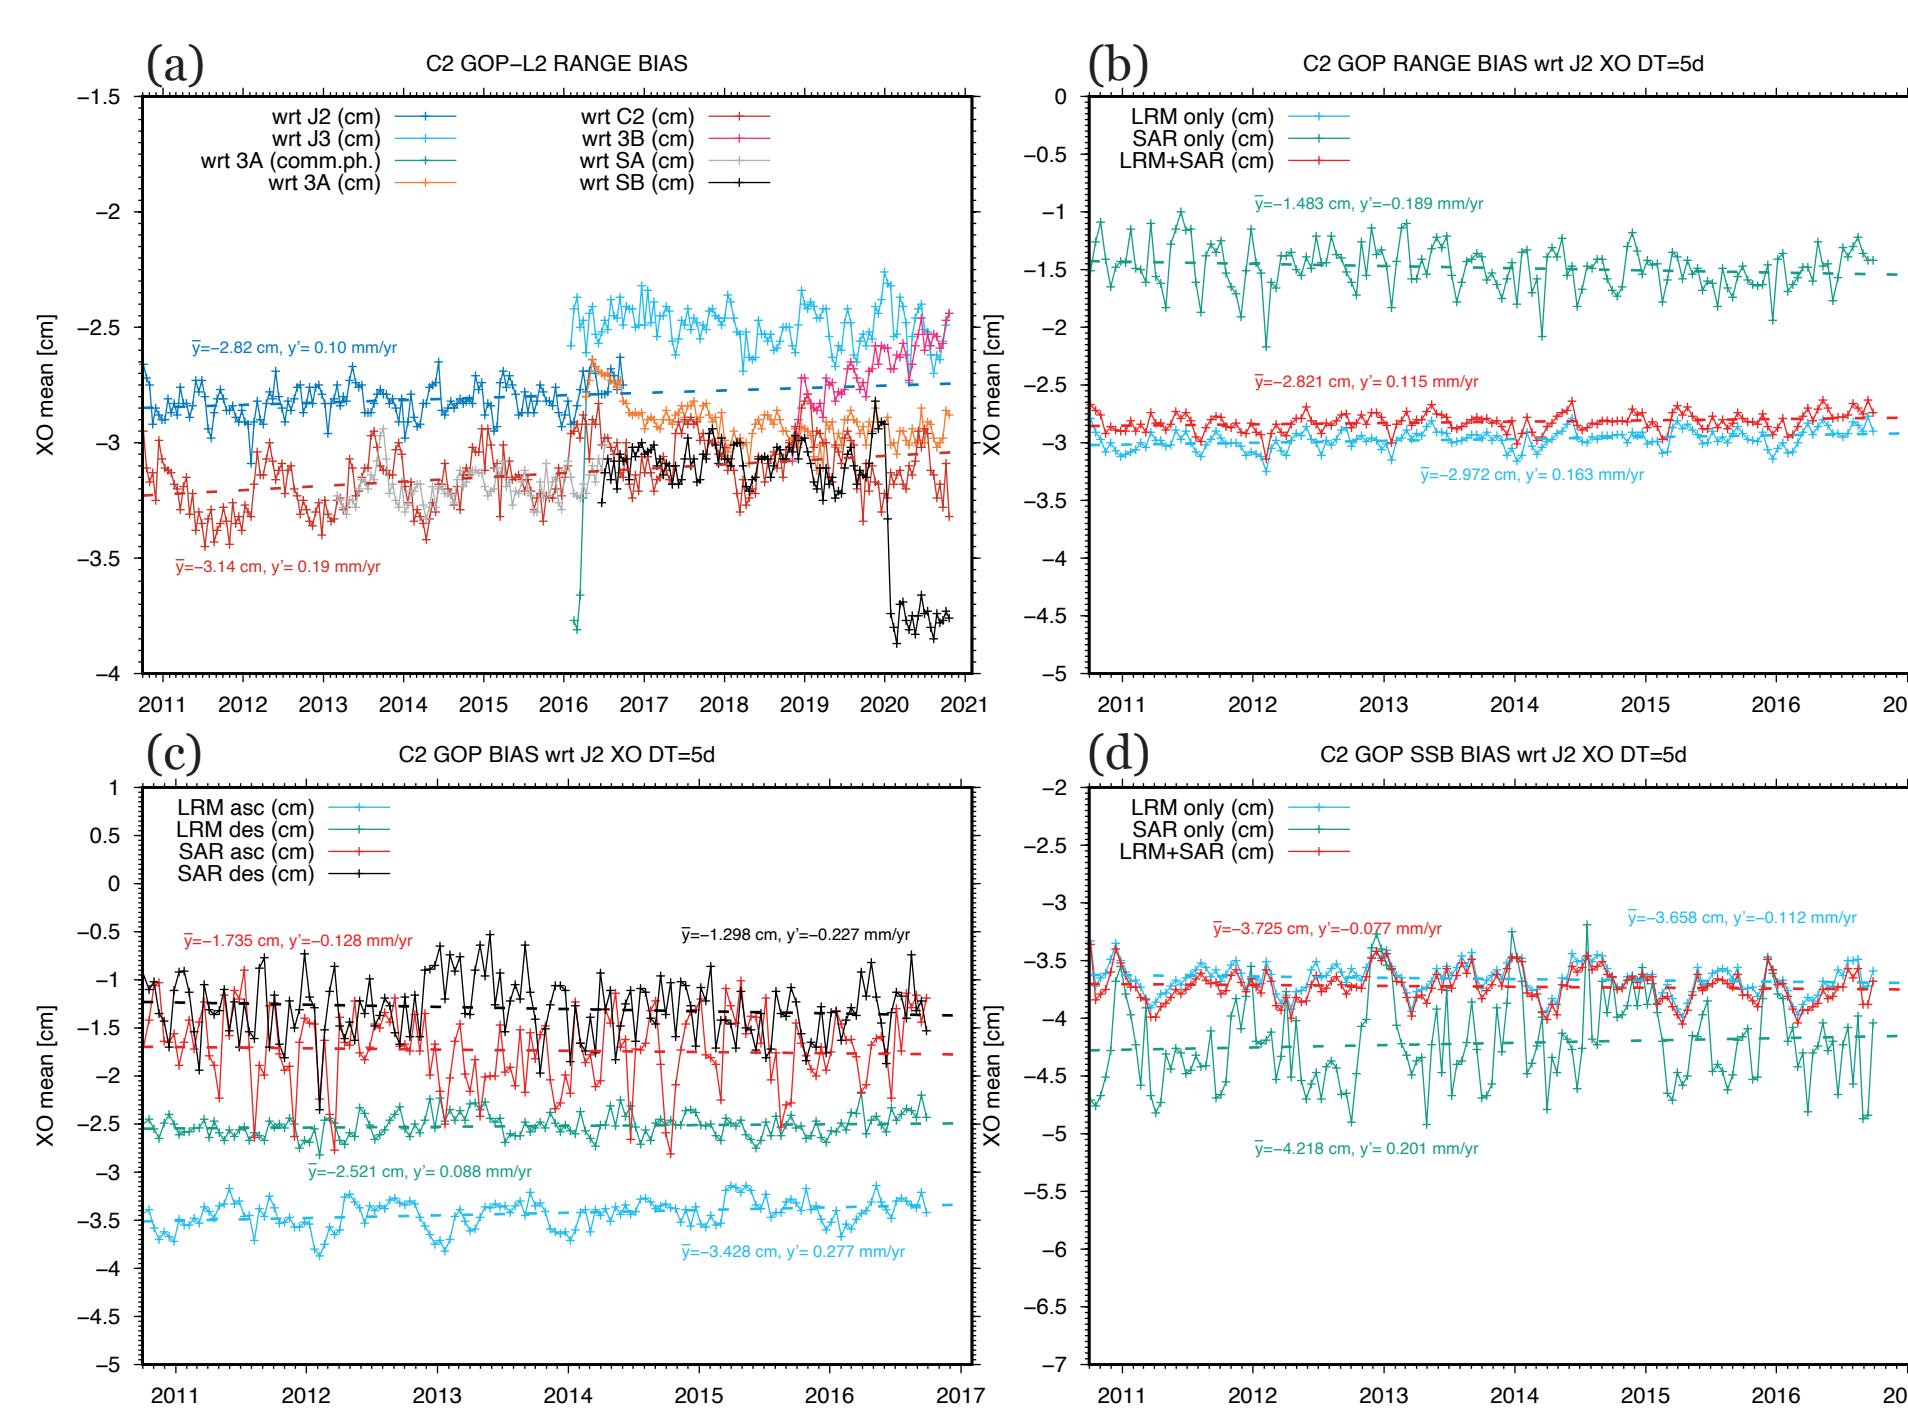 (a)
C2 GOP−L2 RANGE BIAS
XO mean [cm]
−1.5
−2
−2.5
−3
−3.5
−4
wrt J2 (cm)
wrt J3 (cm)
wrt 3A (comm.ph.)
wrt 3A (cm)
wrt C2 (cm)
wrt 3B (cm)
wrt SA (cm)
wrt SB (cm)
y̅=−2.82 cm, y'= 0.10 mm/yr
y̅=−3.14 cm, y'= 0.19 mm/yr
2011 2012 2013 2014 2015 2016 2017 2018 2019 2020 2021
(b)
C2 GOP RANGE BIAS wrt J2 XO DT=5d
XO mean [cm]
0
−0.5
−1
−1.5
−2
−2.5
−3
−3.5
−4
−4.5
−5
LRM only (cm)
SAR only (cm)
LRM+SAR (cm)
y̅=−1.483 cm, y'=−0.189 mm/yr
y̅=−2.821 cm, y'= 0.115 mm/yr
y̅=−2.972 cm, y'= 0.163 mm/yr
2011 2012 2013 2014 2015 2016 20
(c)
C2 GOP BIAS wrt J2 XO DT=5d
XO mean [cm]
1
0.5
0
−0.5
−1
−1.5
−2
−2.5
−3
−3.5
−4
−4.5
−5
LRM asc (cm)
LRM des (cm)
SAR asc (cm)
SAR des (cm)
y̅=−1.735 cm, y'=−0.128 mm/yr
y̅=−1.298 cm, y'=−0.227 mm/yr
y̅=−2.521 cm, y'= 0.088 mm/yr
y̅=−3.428 cm, y'= 0.277 mm/yr
2011 2012 2013 2014 2015 2016 2017
(d)
C2 GOP SSB BIAS wrt J2 XO DT=5d
XO mean [cm]
−2
−2.5
−3
−3.5
−4
−4.5
−5
−5.5
−6
−6.5
−7
LRM only (cm)
SAR only (cm)
LRM+SAR (cm)
y̅=−3.725 cm, y'=−0.077 mm/yr
y̅=−3.658 cm, y'=−0.112 mm/yr
y̅=−4.218 cm, y'= 0.201 mm/yr
2011 2012 2013 2014 2015 2016 20